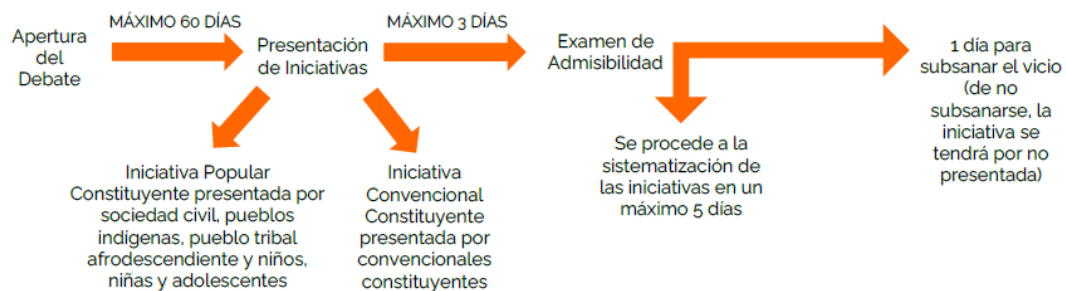 Apertura
del
Debate
MÁXIMO 60 DÍAS
Presentación
de Iniciativas
MÁXIMO 3 DÍAS
Examen de
Admisibilidad
1 día para
subsanar el vicio
(de no
subsanarse, la
iniciativa se
tendrá por no
presentada)
Iniciativa Popular
Constituyente presentada por
sociedad civil, pueblos
indígenas, pueblo tribal
afrodescendiente y niños,
niñas y adolescentes
Iniciativa
Convencional
Constituyente
presentada por
convencionales
constituyentes
Se procede a la
sistematización de
las iniciativas en un
máximo 5 días